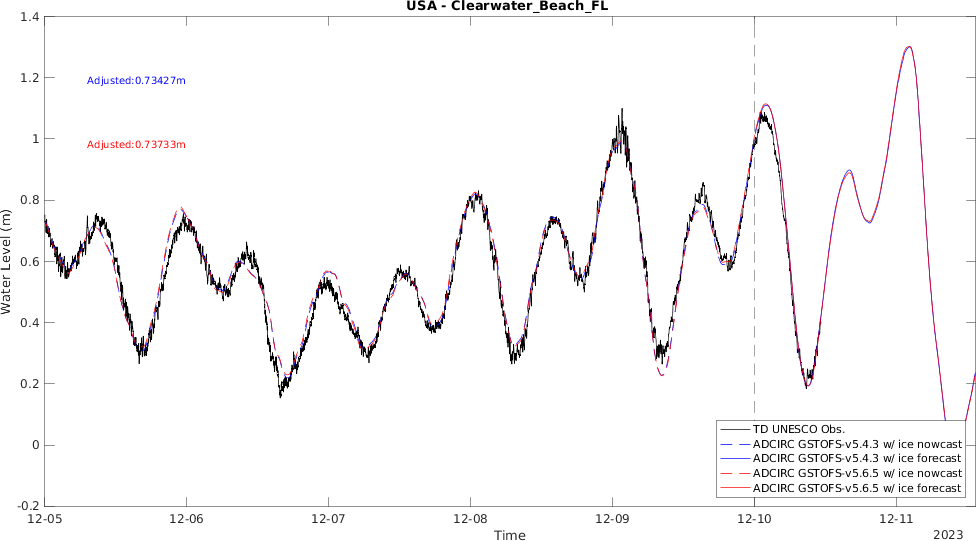 USA - Clearwater_Beach_FL
1.4
1.2
1
0.8
0.6
0.4
0.2
0
-0.2
Water Level (m)
Adjusted:0.73427m
Adjusted:0.73733m
TD UNESCO Obs.
ADCIRC GSTOFS-v5.4.3 w/ ice nowcast
ADCIRC GSTOFS-v5.4.3 w/ ice forecast
ADCIRC GSTOFS-v5.6.5 w/ ice nowcast
ADCIRC GSTOFS-v5.6.5 w/ ice forecast
12-05 12-06 12-07 12-08 12-09 12-10 12-11
Time
2023